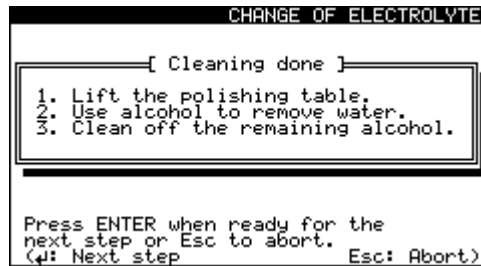 CHANGE OF ELECTROLYTE
[ Cleaning done ]
1. Lift the polishing table.
2. Use alcohol to remove water.
3. Clean off the remaining alcohol.
Press ENTER when ready for the
next step or Esc to abort.
(↲: Next step Esc: Abort)